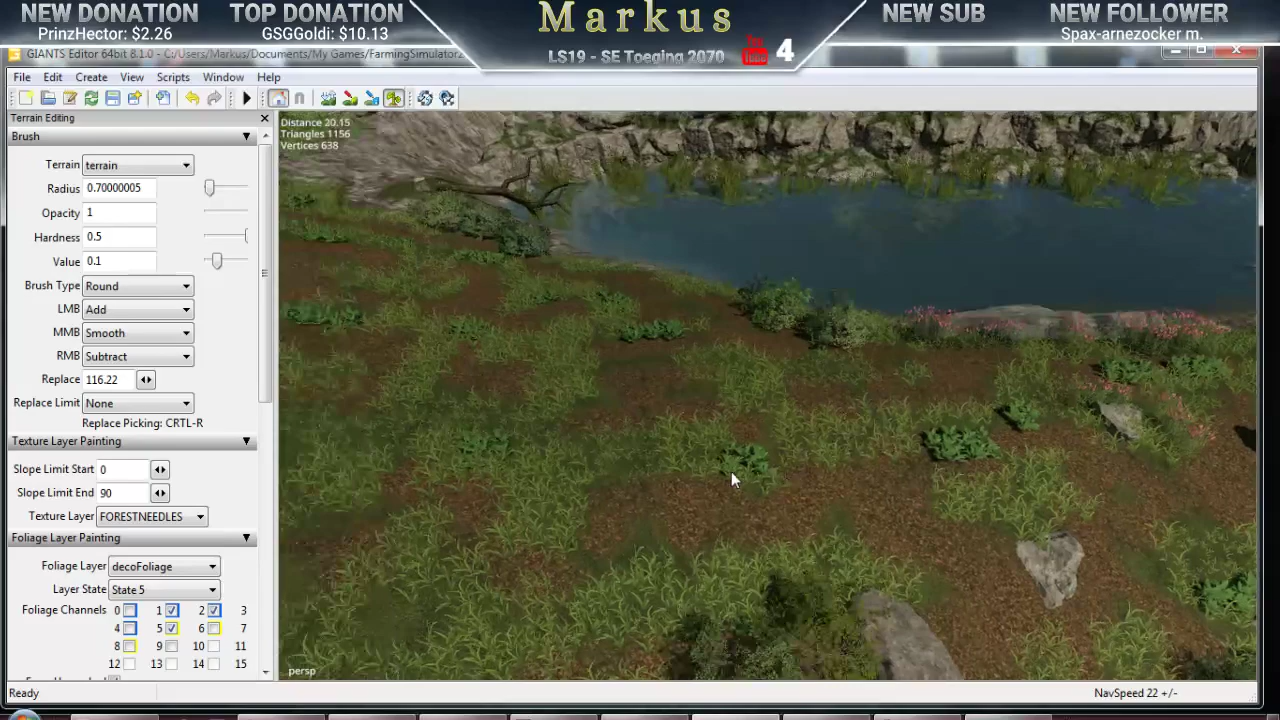 NEW DONATION
PrinzHector: $2.26
TOP DONATION
GSGGoldi: $10.13
Markus
LS19 - SE Toeging 2070
You Tube 4
NEW SUB
NEW FOLLOWER
Spax-arnezocker m.
GIANTS Editor 64bit 8.1.0 - C:/Users/Markus/Documents/My Games/FarmingSimulator2
File Edit Create View Scripts Window Help
Terrain Editing
Brush
Terrain terrain
Radius 0.70000005
Opacity 1
Hardness 0.5
Value 0.1
Brush Type Round
LMB Add
MMB Smooth
RMB Subtract
Replace 116.22
Replace Limit None
Replace Picking: CRTL-R
Texture Layer Painting
Slope Limit Start 0
Slope Limit End 90
Texture Layer FORESTNEEDLES
Foliage Layer Painting
Foliage Layer decoFoliage
Layer State State 5
Foliage Channels 0 1 2 3
4 5 6 7
8 9 10 11
12 13 14 15
Distance 20.15
Triangles 1156
Vertices 638
persp
Ready
NavSpeed 22 +/-